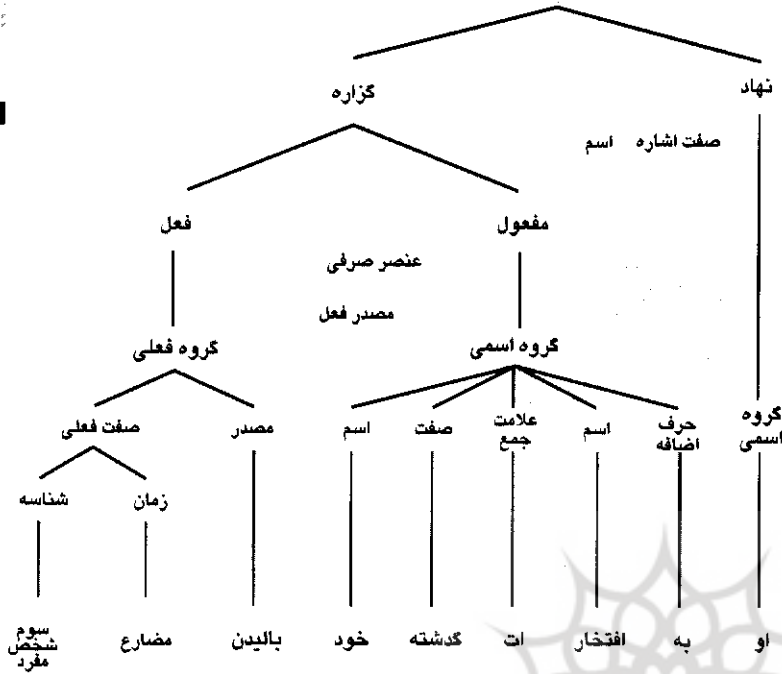 نهاد
گزاره
صفت اشاره اسم
مفعول
فعل
عنصر صرفی
مصدر فعل
گروه اسمی
گروه فعلی
گروه اسمی
حرف اضافه
اسم
علامت جمع
صفت
اسم
مصدر
صفت فعلی
زمان
شناسه
او
به
افتخار
ات
گذشته
خود
بالیدن
مضارع
سوم شخص مفرد